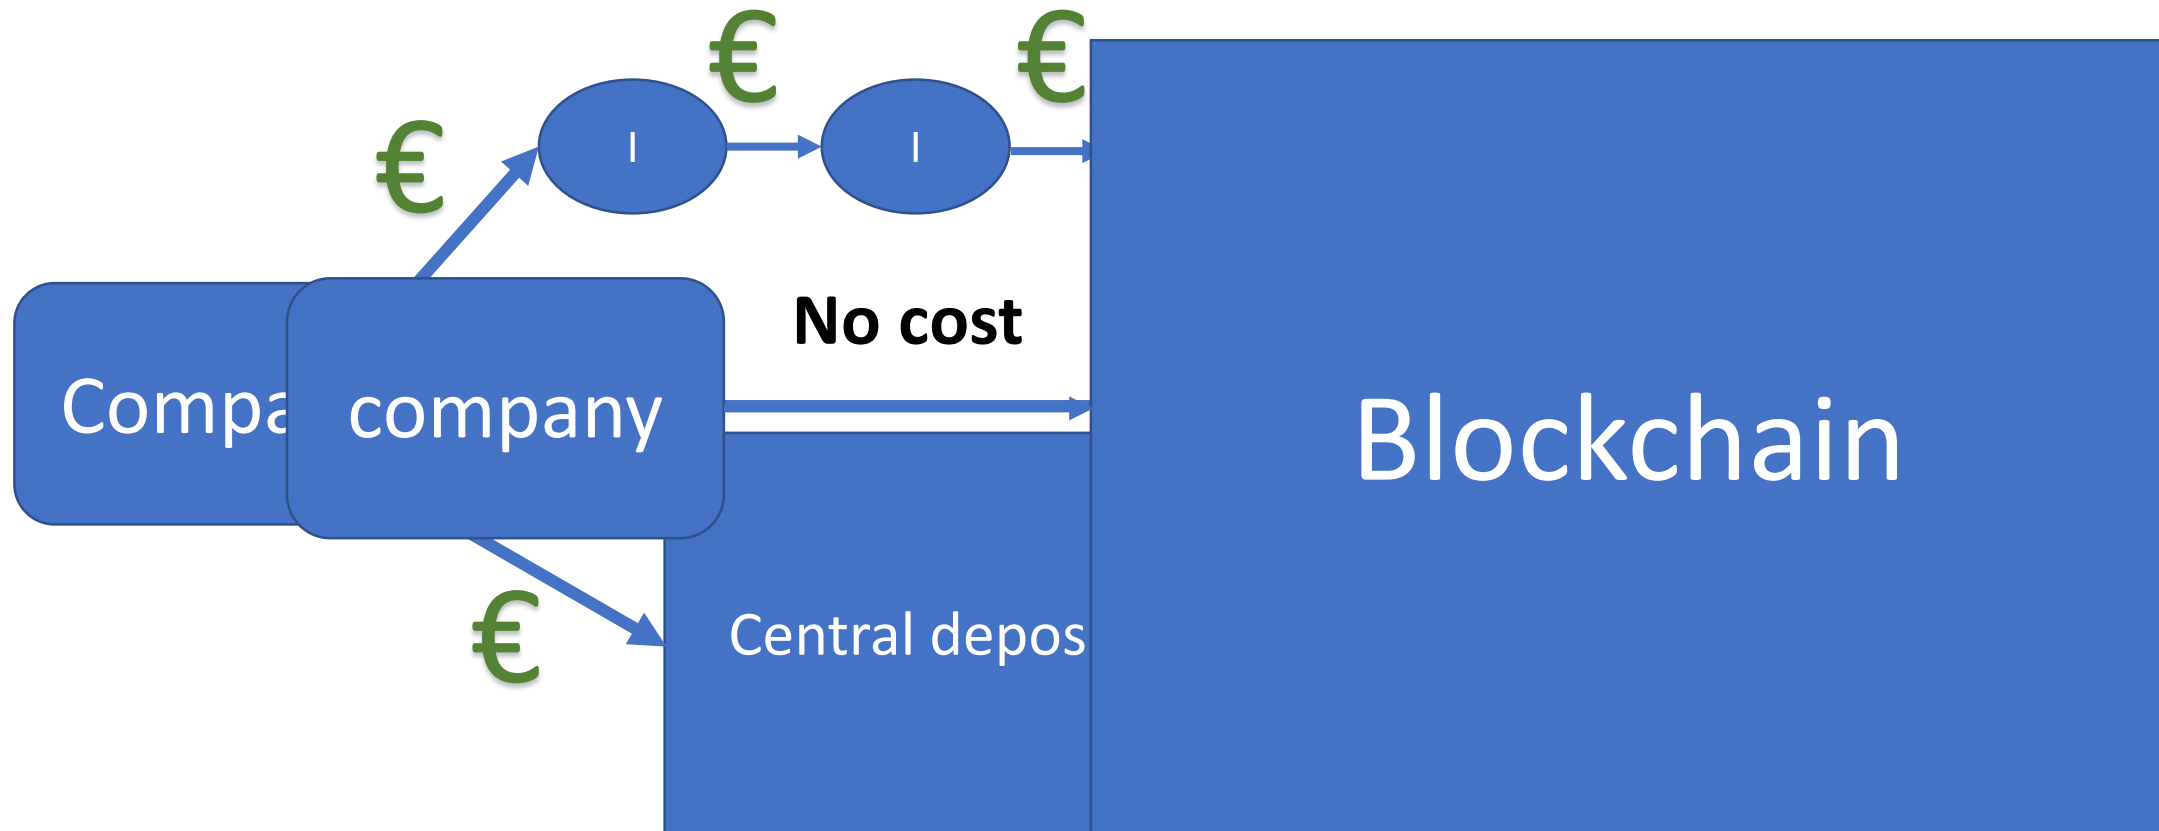 €
€
€
I
I
No cost
Compa
company
Blockchain
Central depos
€